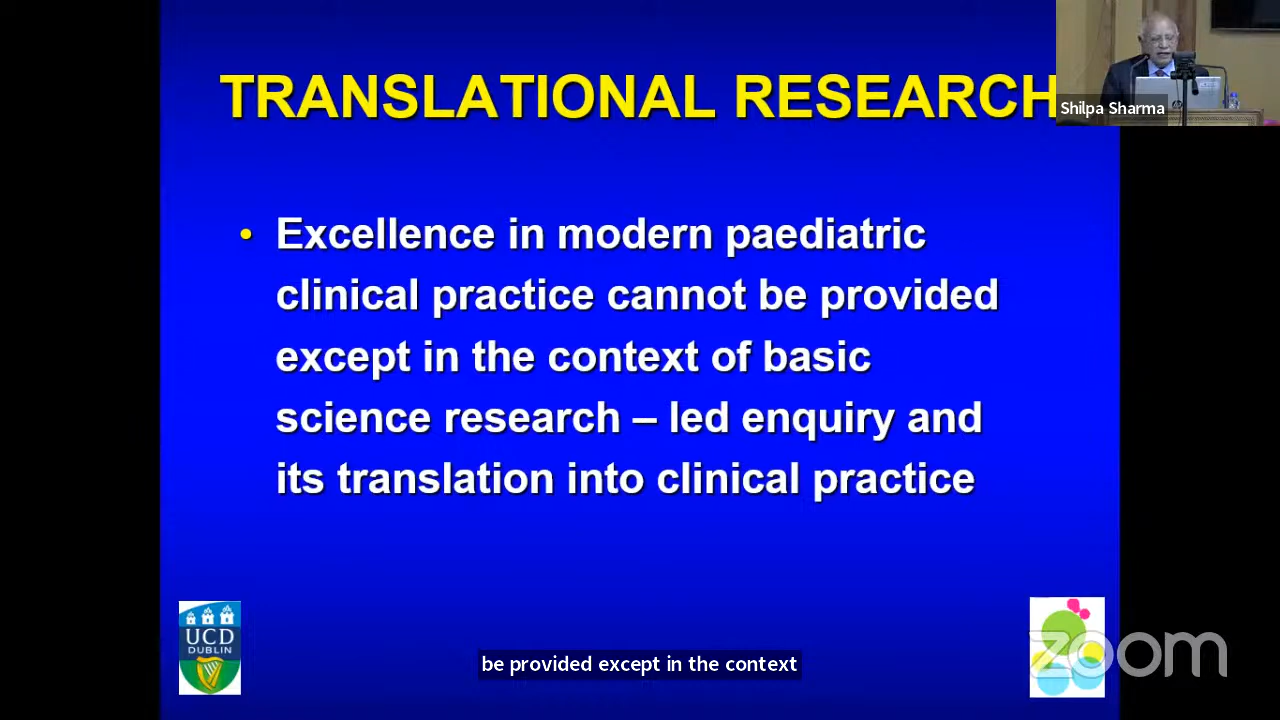 TRANSLATIONAL RESEARCH
Shilpa Sharma
• Excellence in modern paediatric
clinical practice cannot be provided
except in the context of basic
science research – led enquiry and
its translation into clinical practice
UCD
DUBLIN
be provided except in the context
zoom